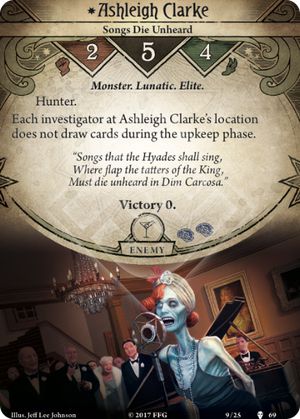 Ashleigh Clarke
Songs Die Unheard
2 5 4
Monster. Lunatic. Elite.
Hunter.
Each investigator at Ashleigh Clarke's location
does not draw cards during the upkeep phase.
"Songs that the Hyades shall sing,
Where flap the tatters of the King,
Must die unheard in Dim Carcosa."
Victory 0.
ENEMY
Illus. Jeff Lee Johnson
© 2017 FFG
9/25
69